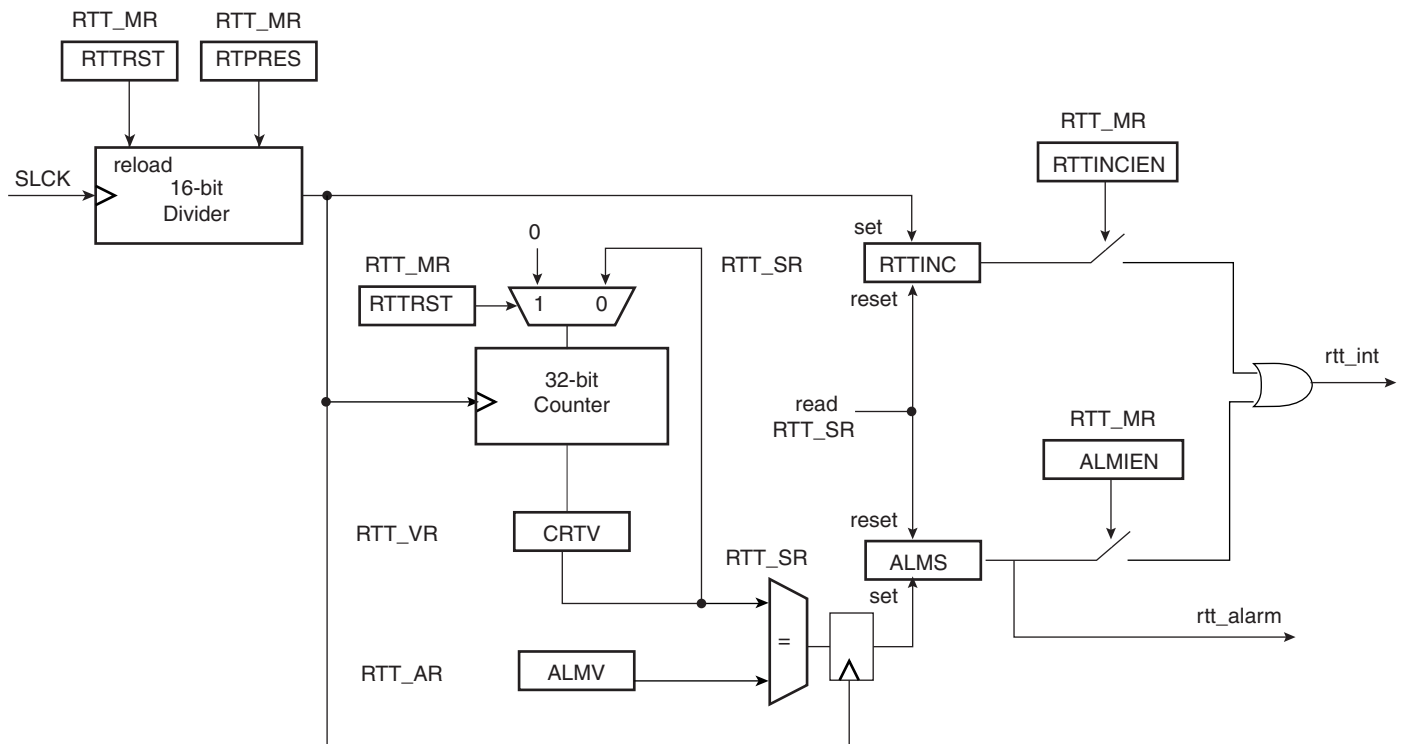 RTT_MR
RTT_MR
RTTRST
RTPRES
RTT_MR
reload
RTTINCIEN
SLCK
16-bit
Divider
0
set
RTT_MR
RTT_SR
RTTINC
RTTRST
1
0
reset
32-bit
Counter
rtt_int
read
RTT_SR
RTT_MR
ALMIEN
reset
RTT_VR
CRTV
RTT_SR
ALMS
set
rtt_alarm
=
RTT_AR
ALMV